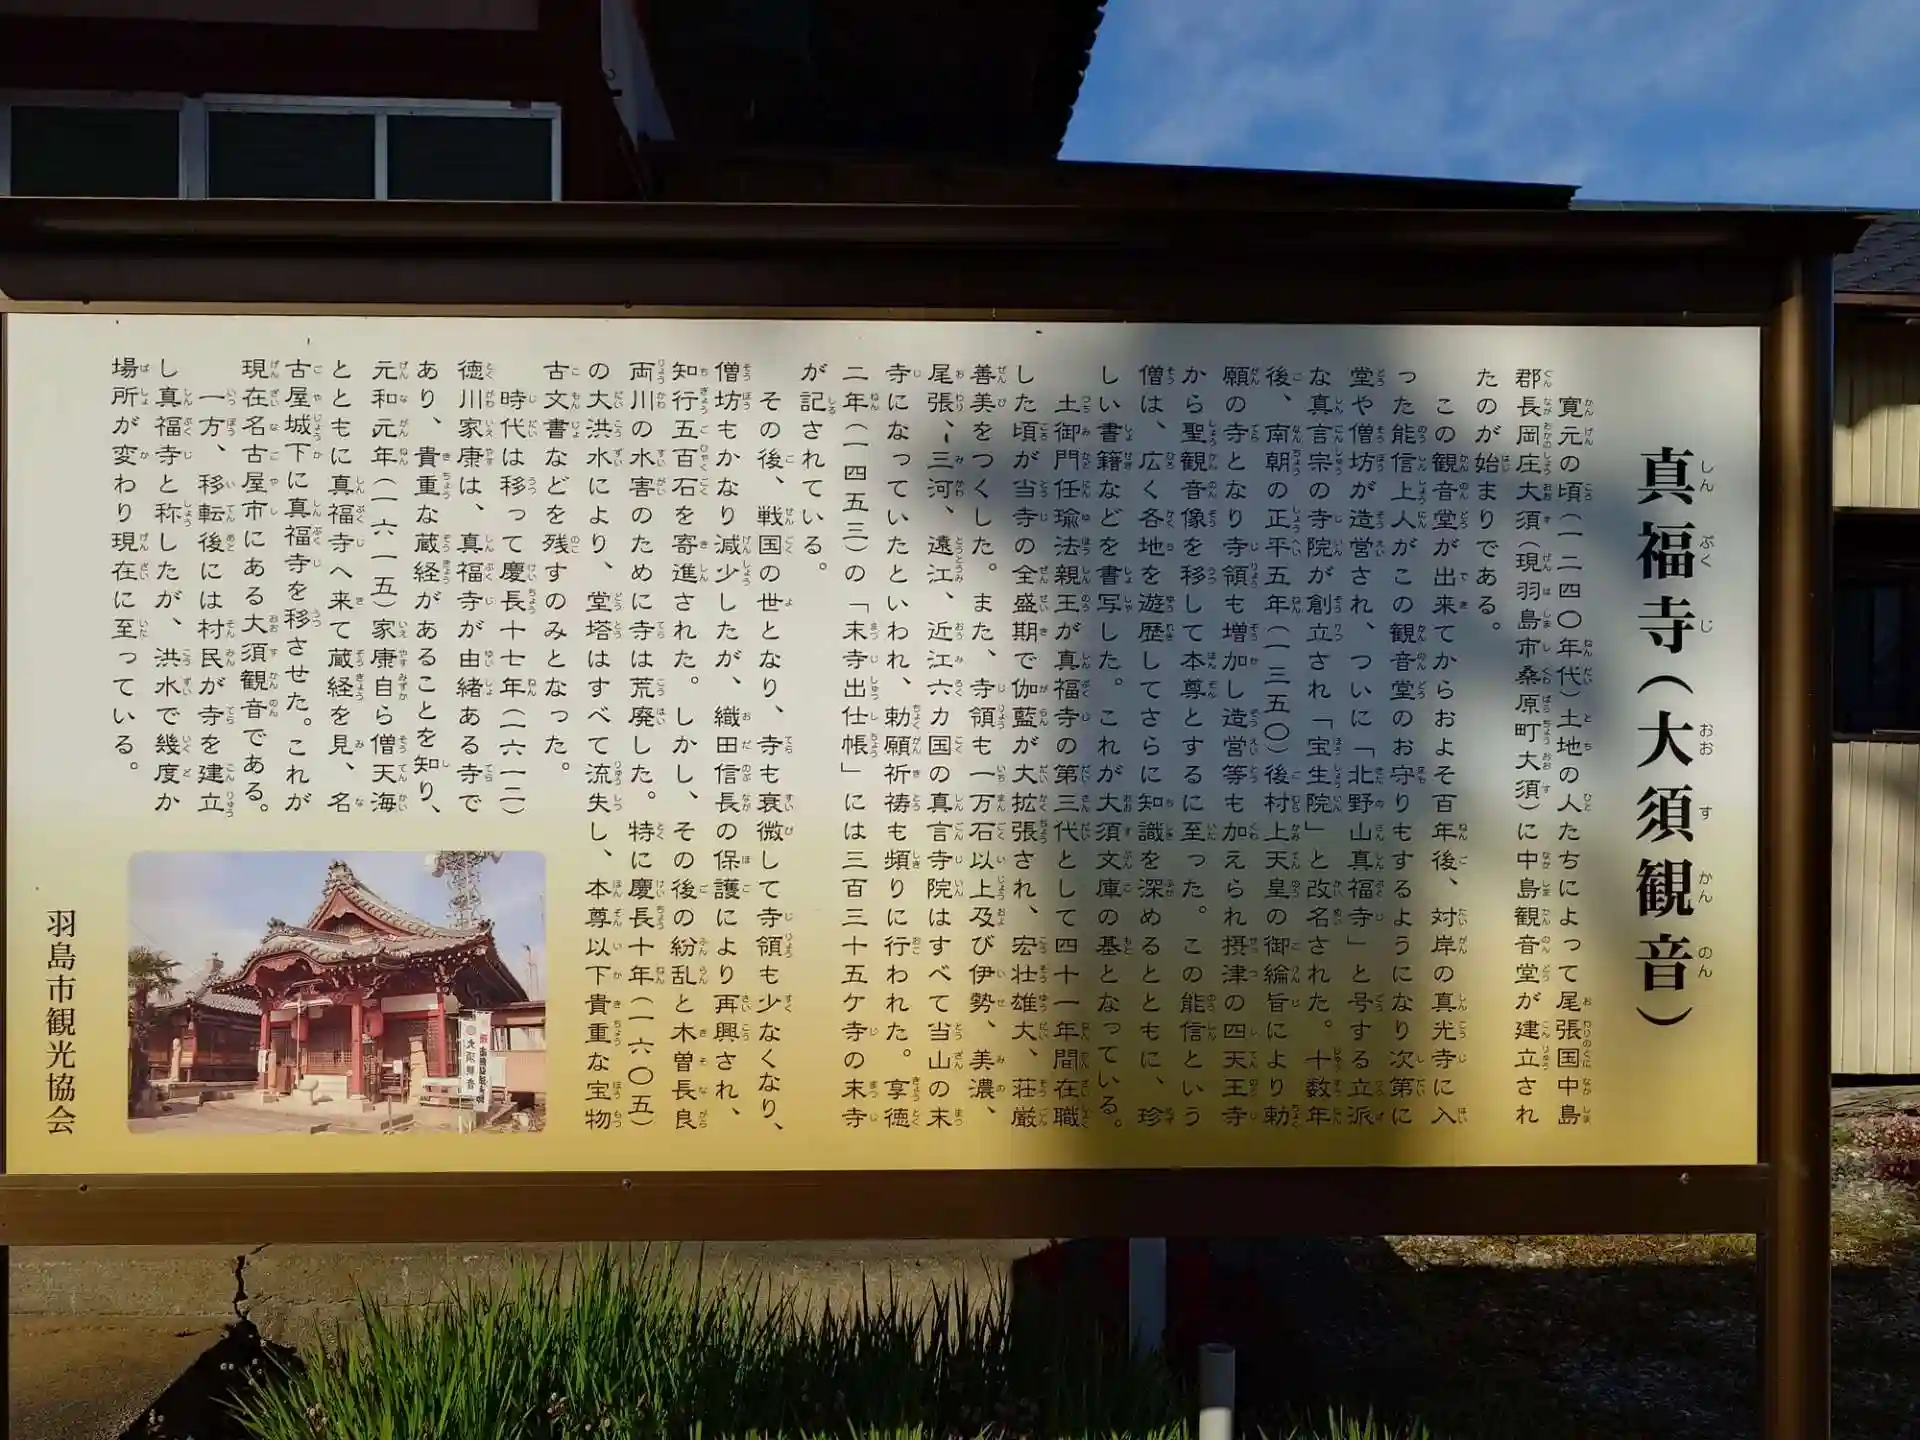 真福寺（大須観音）
寛元の頃（一二四〇年代）土地の人たちによって尾張国中島
郡長岡庄大須（現羽島市桑原町大須）に中島観音堂が建立され
たのが始まりである。
この観音堂が出来てからおよそ百年後、対岸の真光寺に入
った能信上人がこの観音堂のお守りもするようになり次第に
堂や僧坊が造営され、ついに「北野山真福寺」と号する立派
な真言宗の寺院が創立され「宝生院」と改名された。十数年
後、南朝の正平五年（一三五〇）後村上天皇の御綸旨により勅
願の寺となり寺領も増加し造営等も加えられ摂津の四天王寺
から聖観音像を移して本尊とするに至った。この能信という
僧は、広く各地を遊歴してさらに知識を深めるとともに、珍
しい書籍などを書写した。これが大須文庫の基となっている。
土御門任瑜法親王が真福寺の第三代として四十一年間在職
した頃が当寺の全盛期で伽藍が大拡張され、宏壮雄大、荘厳
善美をつくした。また、寺領も一万石以上及び伊勢、美濃、
尾張、三河、遠江、近江六カ国の真言寺院はすべて当山の末
寺になっていたといわれ、勅願祈祷も頻りに行われた。享徳
二年（一四五三）の「末寺出仕帳」には三百三十五ケ寺の末寺
が記されている。
その後、戦国の世となり、寺も衰微して寺領も少なくなり、
僧坊もかなり減少したが、織田信長の保護により再興され、
知行五百石を寄進された。しかし、その後の紛乱と木曽長良
両川の水害のために寺は荒廃した。特に慶長十年（一六〇五）
の大洪水により、堂塔はすべて流失し、本尊以下貴重な宝物
古文書などを残すのみとなった。
時代は移って慶長十七年（一六一二）
徳川家康は、真福寺が由緒ある寺で
あり、貴重な蔵経があることを知り、
元和元年（一六一五）家康自ら僧天海
とともに真福寺へ来て蔵経を見、名
古屋城下に真福寺を移させた。これが
現在名古屋市にある大須観音である。
一方、移転後には村民が寺を建立
し真福寺と称したが、洪水で幾度か
場所が変わり現在に至っている。
羽島市観光協会